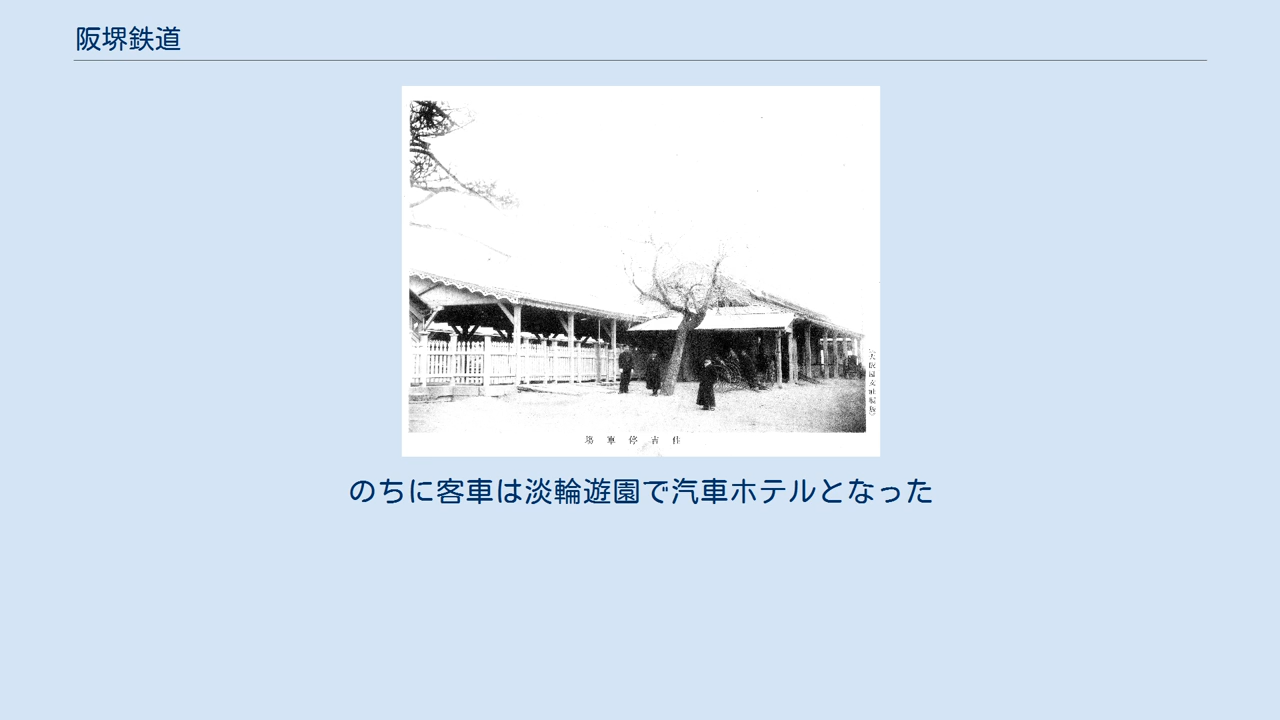 阪堺鉄道
場車停吉住
のちに客車は淡輪遊園で汽車ホテルとなった